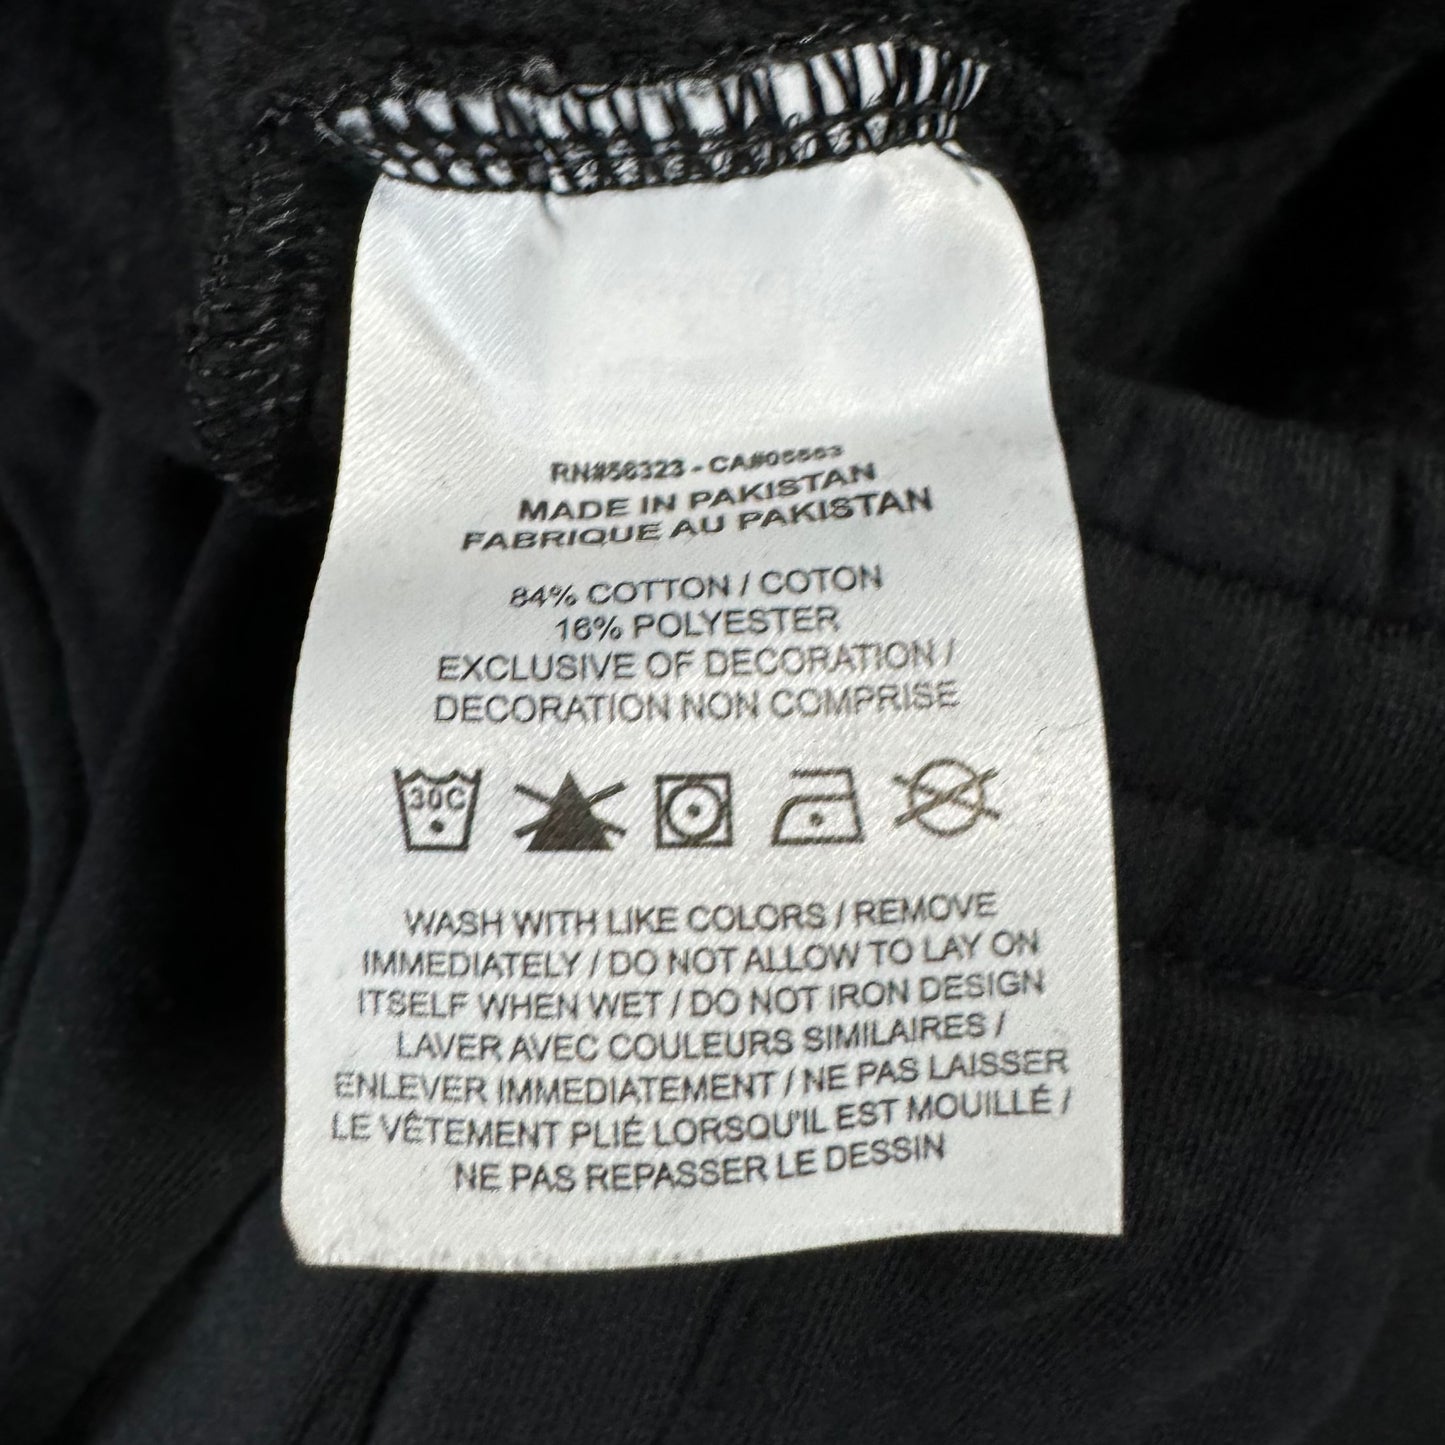 RN#56323 - CA#05553
MADE IN PAKISTAN
FABRIQUE AU PAKISTAN
84% COTTON / COTON
16% POLYESTER
EXCLUSIVE OF DECORATION /
DECORATION NON COMPRISE
30C
WASH WITH LIKE COLORS / REMOVE
IMMEDIATELY / DO NOT ALLOW TO LAY ON
ITSELF WHEN WET / DO NOT IRON DESIGN
LAVER AVEC COULEURS SIMILAIRES /
ENLEVER IMMEDIATEMENT / NE PAS LAISSER
LE VÊTEMENT PLIÉ LORSQU'IL EST MOUILLÉ /
NE PAS REPASSER LE DESSIN